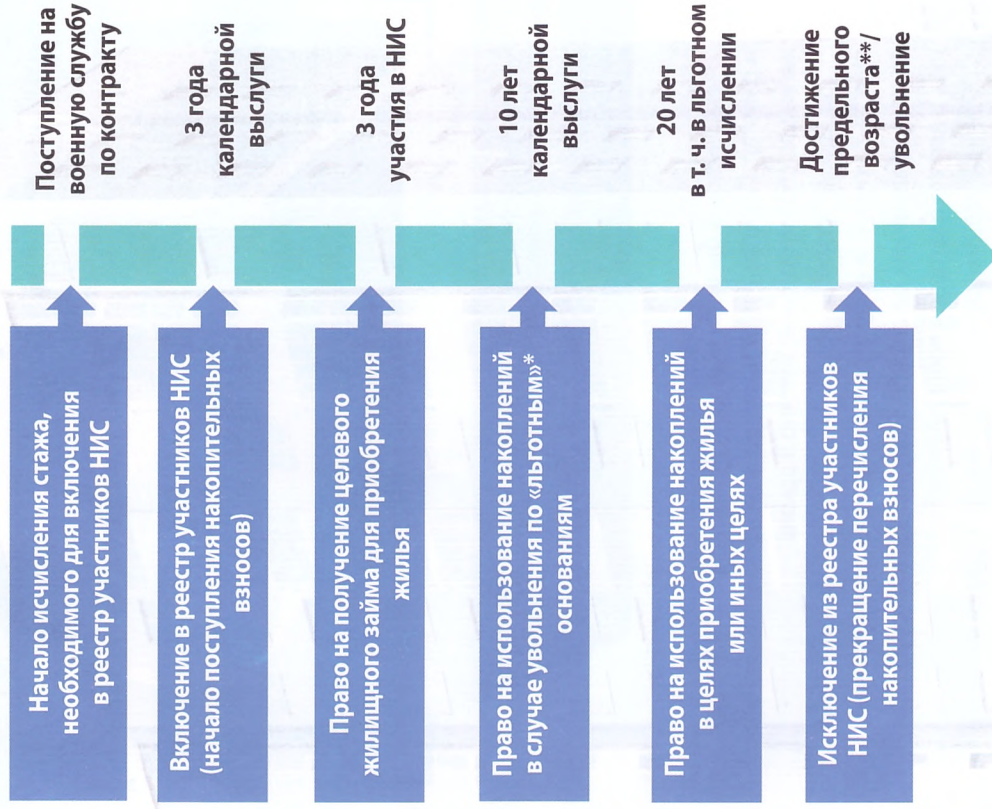 Начало исчисления стажа,
необходимого для включения
в реестр участников НИС
Поступление на
военную службу
по контракту
Включение в реестр участников НИС
(начало поступления накопительных
взносов)
3 года
календарной
выслуги
Право на получение целевого
жилищного займа для приобретения
жилья
3 года
участия в НИС
Право на использование накоплений
в случае увольнения по «льготным»*
основаниям
10 лет
календарной
выслуги
Право на использование накоплений
в целях приобретения жилья
или иных целях
20 лет
в т. ч. в льготном
исчислении
Исключение из реестра участников
НИС (прекращение перечисления
накопительных взносов)
Достижение
предельного
возраста**/
увольнение